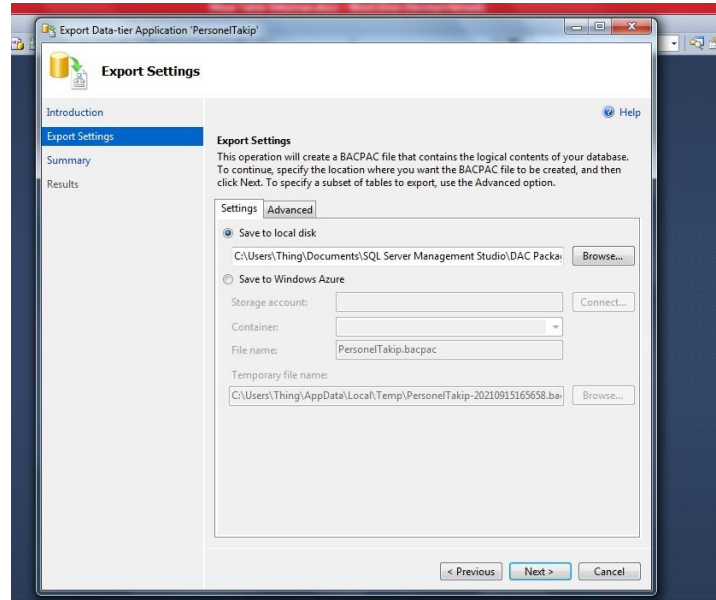 Export Data-tier Application 'PersonelTakip'
Export Settings
Introduction
Help
Export Settings
Summary
Results
Export Settings
This operation will create a BACPAC file that contains the logical contents of your database.
To continue, specify the location where you want the BACPAC file to be created, and then
click Next. To specify a subset of tables to export, use the Advanced option.
Settings Advanced
Save to local disk
C:\Users\Thing\Documents\SQL Server Management Studio\DAC Packa
Browse...
Save to Windows Azure
Storage account:
Connect...
Container:
File name:
PersonelTakip.bacpac
Temporary file name:
C:\Users\Thing\AppData\Local\Temp\PersonelTakip-20210915165658.ba
Browse...
< Previous Next > Cancel